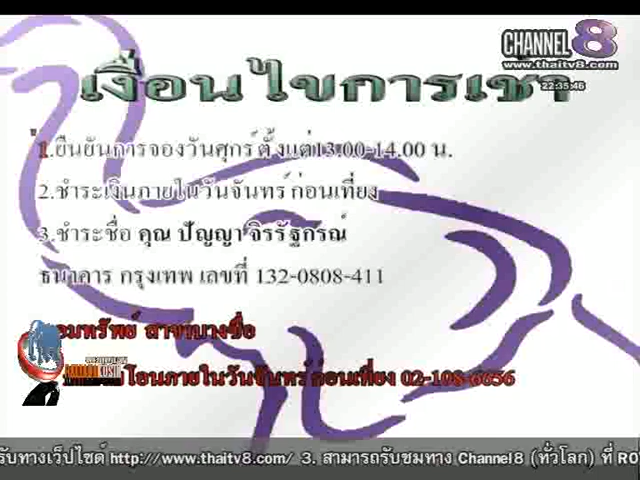 CHANNEL 8
www.thaitv8.com
22:35:46
เงื่อนไขการเช่า
1.ยืนยันการจองวันศุกร์ ตั้งแต่13.00-14.00 น.
2.ชำระเงินภายในวันจันทร์ ก่อนเที่ยง
3.ชำระชื่อ คุณ ปัญญา จิรรัฐกรณ์
ธนาคาร กรุงเทพ เลขที่ 132-0808-411
สาขาบางซื่อ
โอนภายในวันจันทร์ ก่อนเที่ยง 02-108-6656
รับทางเว็ปไซต์ http://www.thaitv8.com/ 3. สามารถรับชมทาง Channel8 (ทั่วโลก) ที่ RO